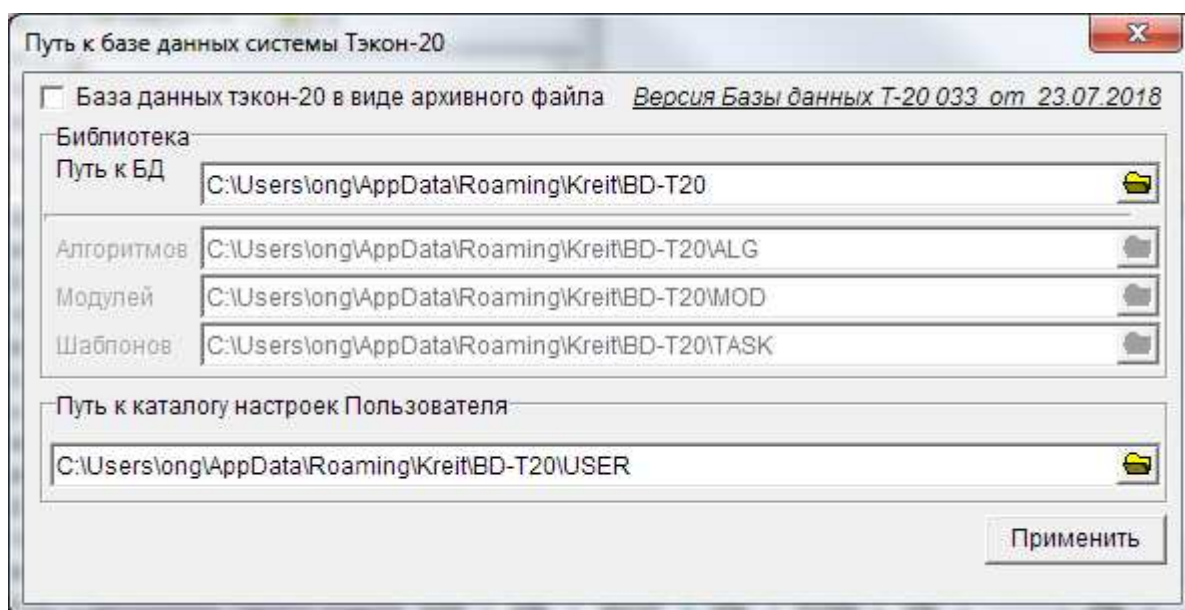 Путь к базе данных системы Тэкон-20
База данных тэкон-20 в виде архивного файла Версия Базы данных Т-20 033 от 23.07.2018
Библиотека
Путь к БД C:\Users\ong\AppData\Roaming\Kreit\BD-T20
Алгоритмов C:\Users\ong\AppData\Roaming\Kreit\BD-T20\ALG
Модулей C:\Users\ong\AppData\Roaming\Kreit\BD-T20\MOD
Шаблонов C:\Users\ong\AppData\Roaming\Kreit\BD-T20\TASK
Путь к каталогу настроек Пользователя
C:\Users\ong\AppData\Roaming\Kreit\BD-T20\USER
Применить